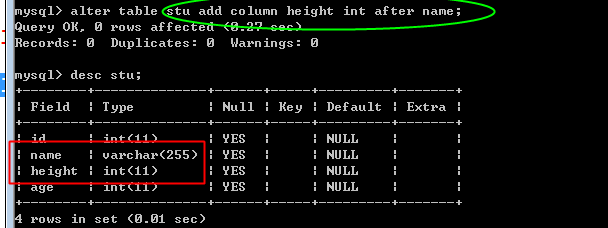 mysql> alter table stu add column height int after name;
Query OK, 0 rows affected (0.27 sec)
Records: 0  Duplicates: 0  Warnings: 0
mysql> desc stu;
+--------+--------------+------+-----+---------+-------+
| Field  | Type         | Null | Key | Default | Extra |
+--------+--------------+------+-----+---------+-------+
| id     | int(11)      | YES  |     | NULL    |       |
| name   | varchar(255) | YES  |     | NULL    |       |
| height | int(11)      | YES  |     | NULL    |       |
| age    | int(11)      | YES  |     | NULL    |       |
+--------+--------------+------+-----+---------+-------+
4 rows in set (0.01 sec)